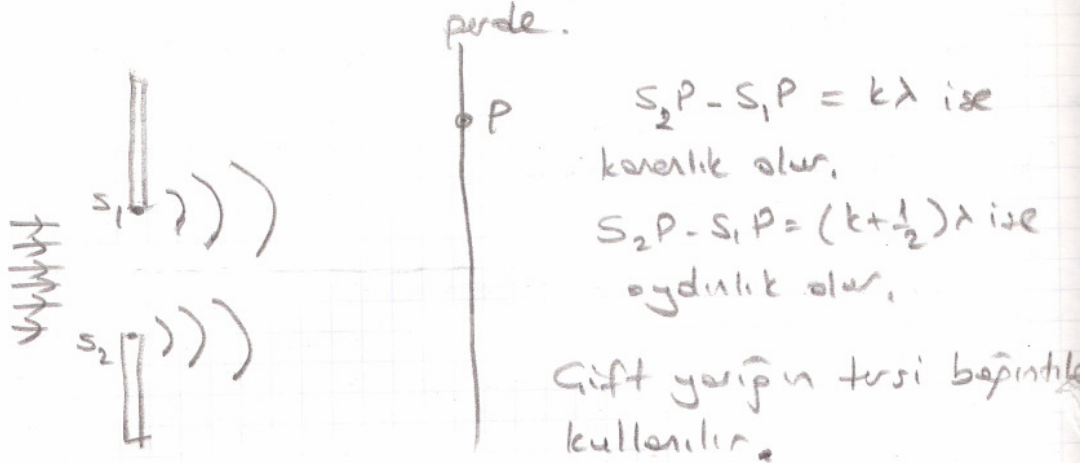 perde.
P
S₂P - S₁P = kλ ise
karanlık olur.
S₁
S₂P - S₁P = (k+½)λ ise
aydınlık olur.
S₂
Çift yarığın tersi bağıntıla
kullanılır.